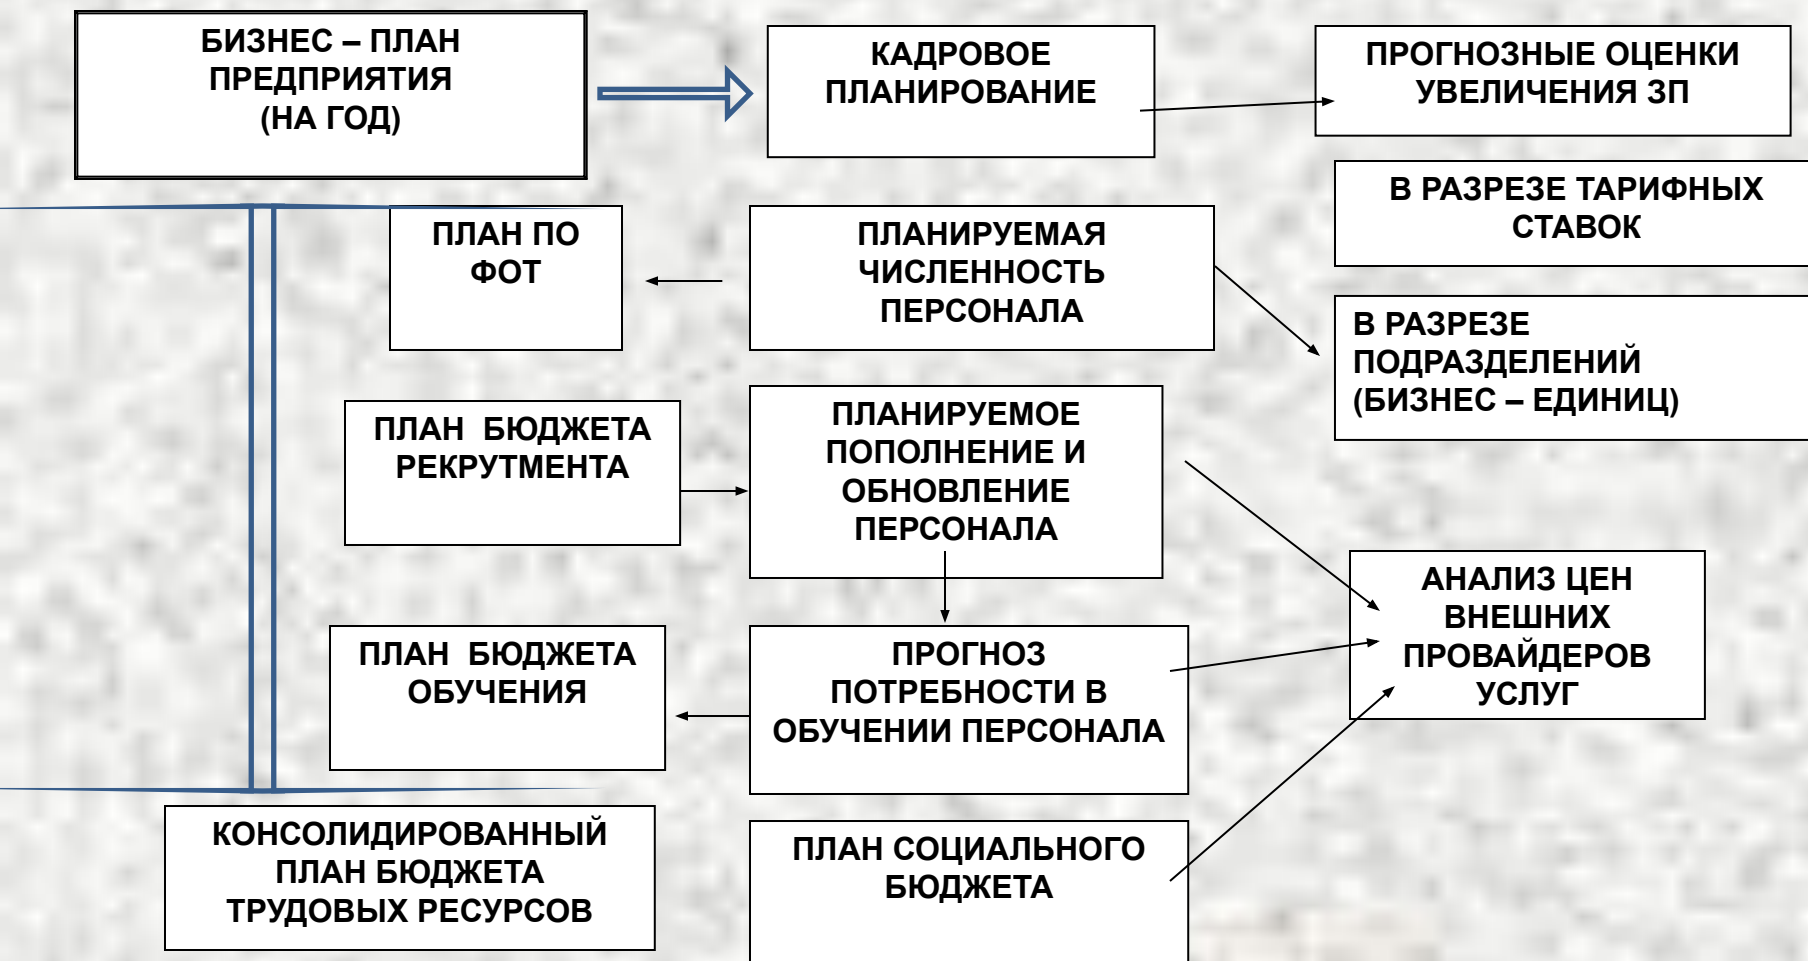 БИЗНЕС – ПЛАН
ПРЕДПРИЯТИЯ
(НА ГОД)
КАДРОВОЕ
ПЛАНИРОВАНИЕ
ПРОГНОЗНЫЕ ОЦЕНКИ
УВЕЛИЧЕНИЯ ЗП
В РАЗРЕЗЕ ТАРИФНЫХ
СТАВОК
ПЛАН ПО
ФОТ
ПЛАНИРУЕМАЯ
ЧИСЛЕННОСТЬ
ПЕРСОНАЛА
В РАЗРЕЗЕ
ПОДРАЗДЕЛЕНИЙ
(БИЗНЕС – ЕДИНИЦ)
ПЛАН БЮДЖЕТА
РЕКРУТМЕНТА
ПЛАНИРУЕМОЕ
ПОПОЛНЕНИЕ И
ОБНОВЛЕНИЕ
ПЕРСОНАЛА
АНАЛИЗ ЦЕН
ВНЕШНИХ
ПРОВАЙДЕРОВ
УСЛУГ
ПЛАН БЮДЖЕТА
ОБУЧЕНИЯ
ПРОГНОЗ
ПОТРЕБНОСТИ В
ОБУЧЕНИИ ПЕРСОНАЛА
КОНСОЛИДИРОВАННЫЙ
ПЛАН БЮДЖЕТА
ТРУДОВЫХ РЕСУРСОВ
ПЛАН СОЦИАЛЬНОГО
БЮДЖЕТА